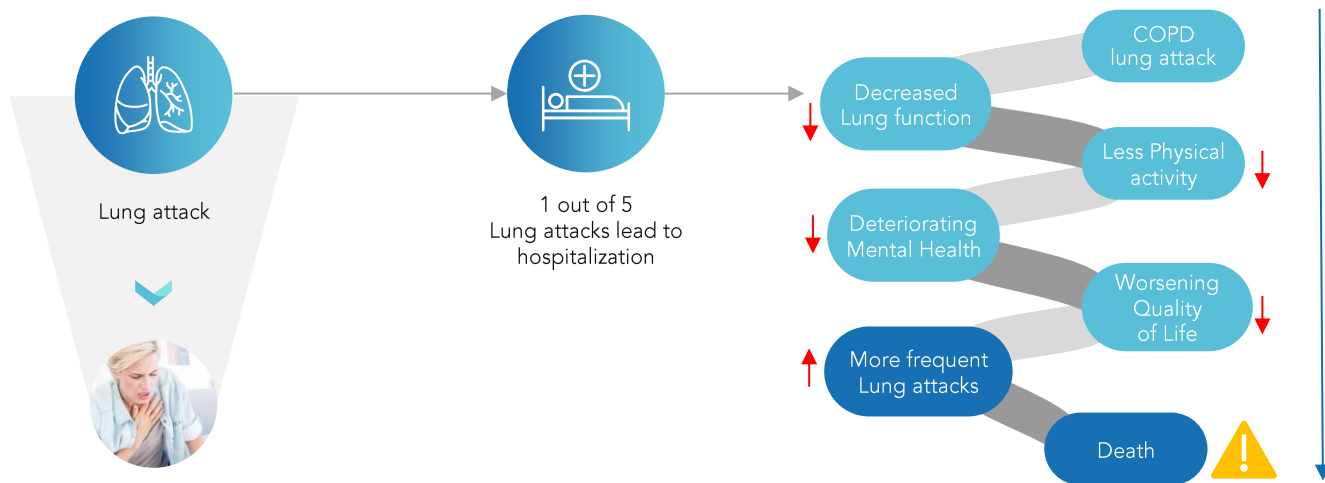 Lung attack
1 out of 5
Lung attacks lead to
hospitalization
COPD
lung attack
Decreased
Lung function
Less Physical
activity
Deteriorating
Mental Health
Worsening
Quality
of Life
More frequent
Lung attacks
Death